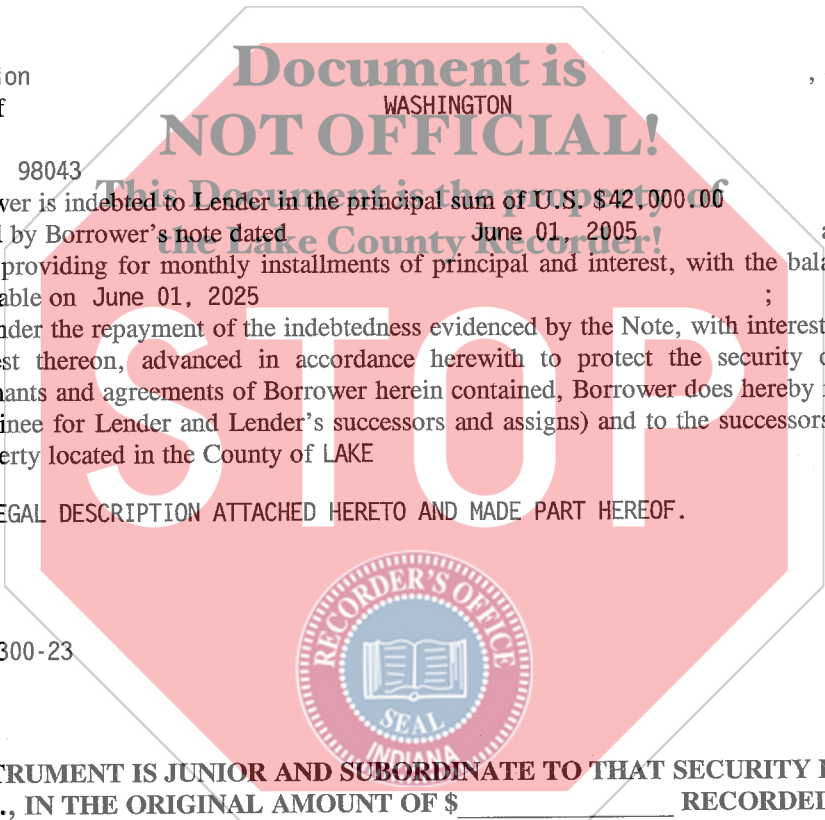 Document is
ion ,
f WASHINGTON
NOT OFFICIAL!
98043
This Document is the property of
ver is indebted to Lender in the principal sum of U.S. $42,000.00
l by Borrower's note dated June 01, 2005 a
the Lake County Recorder!
providing for monthly installments of principal and interest, with the bala
able on June 01, 2025 ;
nder the repayment of the indebtedness evidenced by the Note, with interest
est thereon, advanced in accordance herewith to protect the security o
nants and agreements of Borrower herein contained, Borrower does hereby
inee for Lender and Lender's successors and assigns) and to the successors
erty located in the County of LAKE
STOP
EGAL DESCRIPTION ATTACHED HERETO AND MADE PART HEREOF.
RECORDER'S OFFICE
300-23
SEAL
INDIANA
TRUMENT IS JUNIOR AND SUBORDINATE TO THAT SECURITY
., IN THE ORIGINAL AMOUNT OF $____________ RECORDE